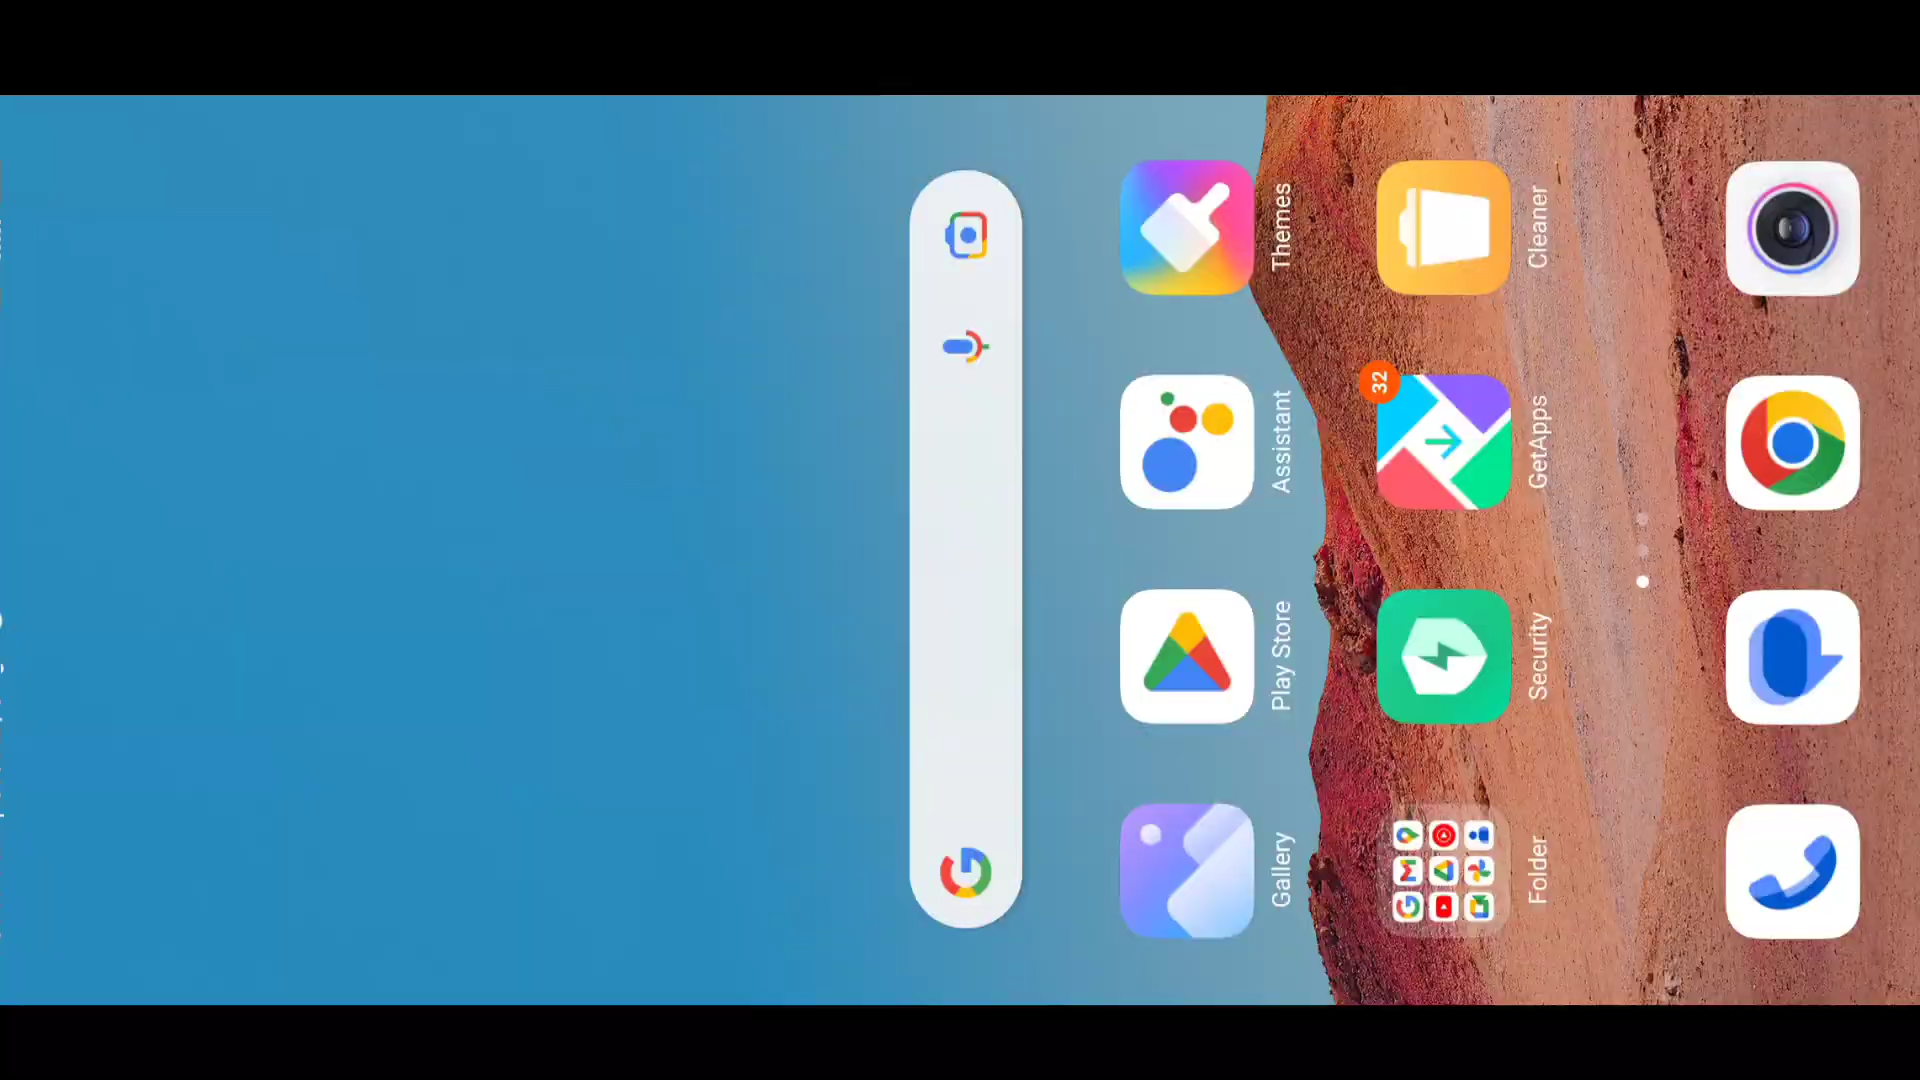 Gallery
Play Store
Assistant
Themes
Folder
Security
32
GetApps
Cleaner